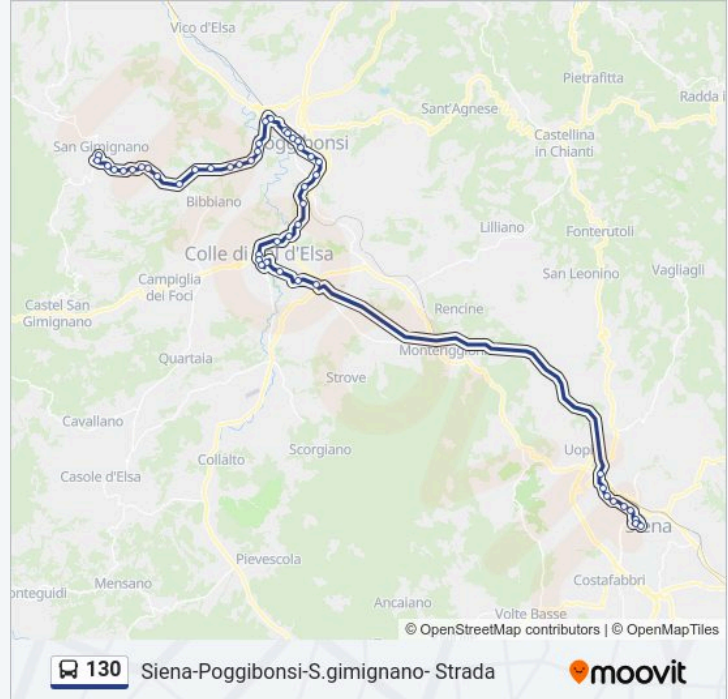 Vico d'Elsa
Pietrafitta
Radda i
Sant'Agnese
Castellina
in Chianti
San Gimignano
oggibonsi
Bibbiano
Lilliano
Fonterutoli
Colle di
d'Elsa
Vagliagli
Campiglia
dei Foci
San Leonino
Castel San
Gimignano
Rencine
Quartaia
Monteriggioni
Strove
Cavallano
Scorgiano
Collalto
Uopi
Casole d'Elsa
Siena
Pievescola
Mensano
Costafabbri
onteguidi
Ancaiano
Volte Basse
© OpenStreetMap contributors | © OpenMapTiles
130 Siena-Poggibonsi-S.gimignano- Strada
moovit